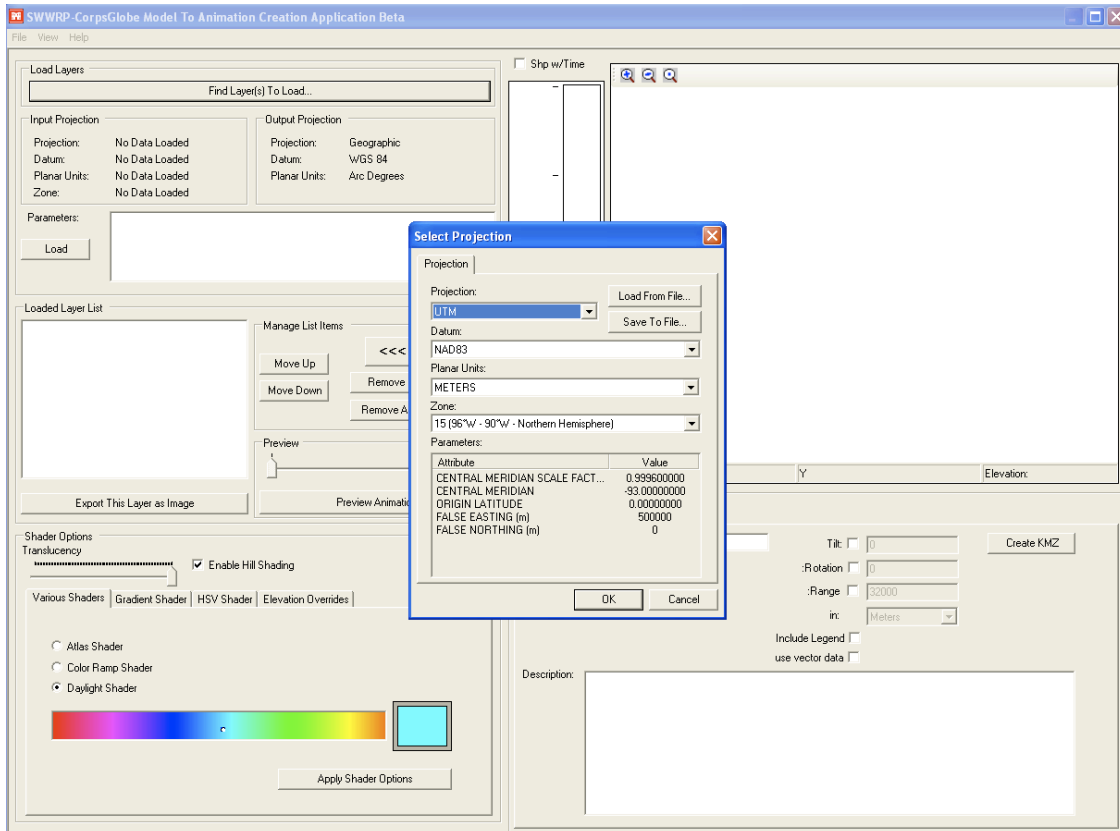 SWWRP-CorpsGlobe Model To Animation Creation Application Beta
File View Help
Load Layers
Find Layer(s) To Load...
Input Projection
Projection: No Data Loaded
Datum: No Data Loaded
Planar Units: No Data Loaded
Zone: No Data Loaded
Output Projection
Projection: Geographic
Datum: WGS 84
Planar Units: Arc Degrees
Parameters:
Load
Loaded Layer List
Export This Layer as Image
Manage List Items
Move Up
Move Down
<<<
Remove
Remove A
Preview
Preview Animatio
Shader Options
Translucency
Enable Hill Shading
Various Shaders Gradient Shader HSV Shader Elevation Overrides
Atlas Shader
Color Ramp Shader
Daylight Shader
Apply Shader Options
Shp w/Time
Y Elevation:
Select Projection
Projection
Projection:
UTM
Load From File...
Save To File...
Datum:
NAD83
Planar Units:
METERS
Zone:
15 (96°W - 90°W - Northern Hemisphere)
Parameters:
Attribute Value
CENTRAL MERIDIAN SCALE FACT... 0.999600000
CENTRAL MERIDIAN -93.00000000
ORIGIN LATITUDE 0.00000000
FALSE EASTING (m) 500000
FALSE NORTHING (m) 0
OK Cancel
Tilt: 0
:Rotation 0
:Range 32000
in: Meters
Create KMZ
Include Legend
use vector data
Description: